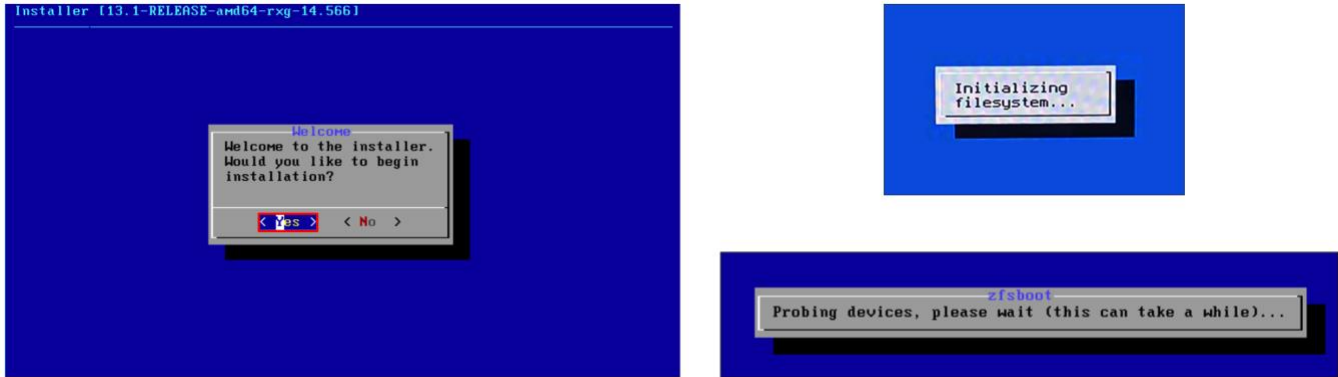 Installer [13.1-RELEASE-amd64-rxg-14.566]
Welcome
Welcome to the installer.
Would you like to begin
installation?
< Yes > < No >
Initializing
filesystem...
zfsboot
Probing devices, please wait (this can take a while)...